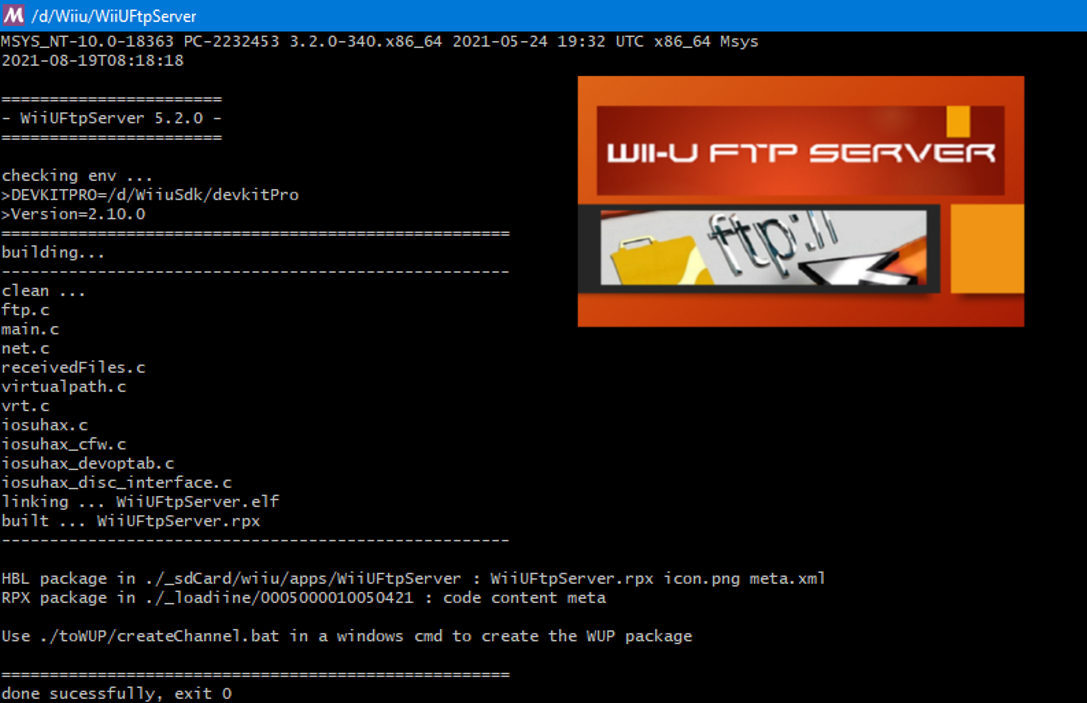 /d/Wiiu/WiiUFtpServer
MSYS_NT-10.0-18363 PC-2232453 3.2.0-340.x86_64 2021-05-24 19:32 UTC x86_64 Msys
2021-08-19T08:18:18
=======================
- WiiUFtpServer 5.2.0 -
=======================
WII-U FTP SERVER
ftp://
checking env ...
>DEVKITPRO=/d/WiiuSdk/devkitPro
>Version=2.10.0
=====================================================
building...
-----------------------------------------------------
clean ...
ftp.c
main.c
net.c
receivedFiles.c
virtualpath.c
vrt.c
iosuhax.c
iosuhax_cfw.c
iosuhax_devoptab.c
iosuhax_disc_interface.c
linking ... WiiUFtpServer.elf
built ... WiiUFtpServer.rpx
-----------------------------------------------------
HBL package in ./_sdCard/wiiu/apps/WiiUFtpServer : WiiUFtpServer.rpx icon.png meta.xml
RPX package in ./_loadiine/0005000010050421 : code content meta
Use ./toWUP/createChannel.bat in a windows cmd to create the WUP package
=====================================================
done sucessfully, exit 0